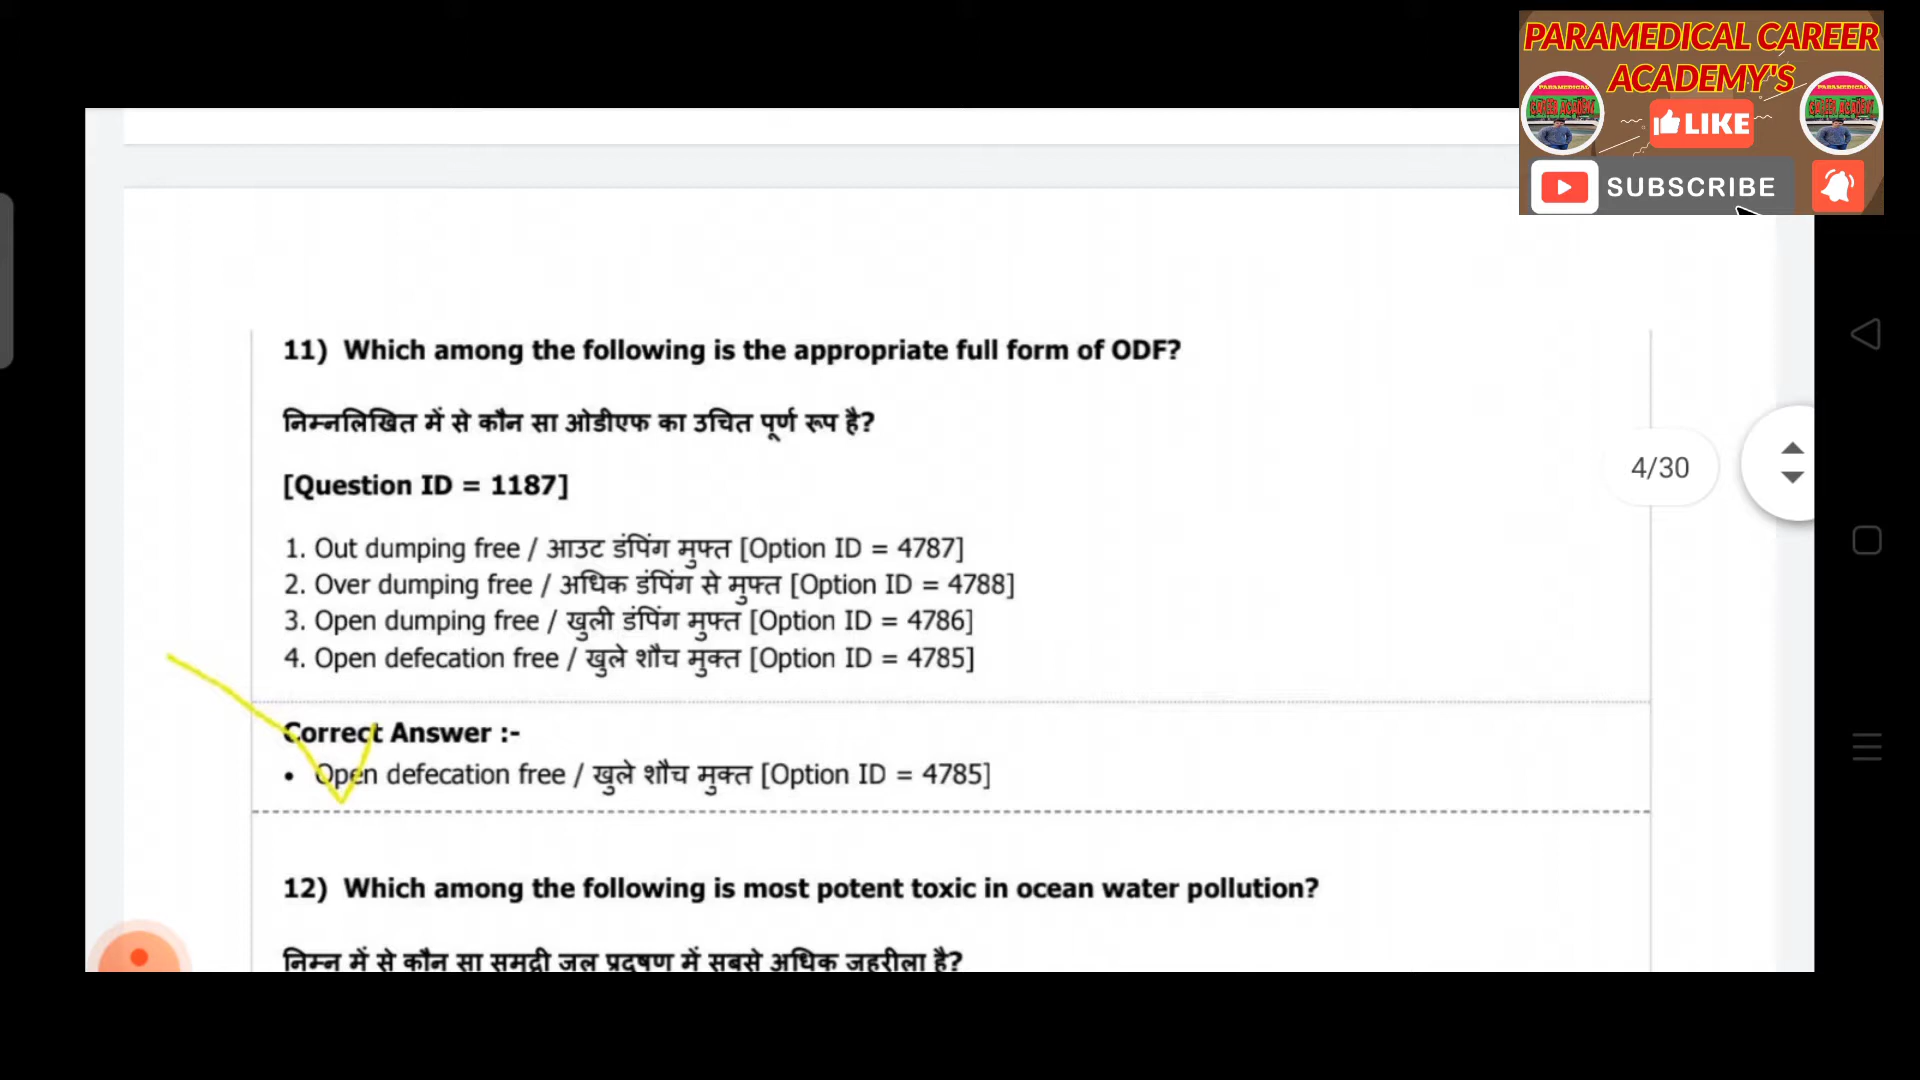 PARAMEDICAL CAREER
ACADEMY'S
LIKE
SUBSCRIBE
11) Which among the following is the appropriate full form of ODF?
निम्नलिखित में से कौन सा ओडीएफ का उचित पूर्ण रूप है?
4/30
[Question ID = 1187]
1. Out dumping free / आउट डंपिंग मुफ्त [Option ID = 4787]
2. Over dumping free / अधिक डंपिंग से मुफ्त [Option ID = 4788]
3. Open dumping free / खुली डंपिंग मुफ्त [Option ID = 4786]
4. Open defecation free / खुले शौच मुक्त [Option ID = 4785]
Correct Answer :-
• Open defecation free / खुले शौच मुक्त [Option ID = 4785]
12) Which among the following is most potent toxic in ocean water pollution?
निम्न में से कौन सा समुद्री जल प्रदूषण में सबसे अधिक जहरीला है?